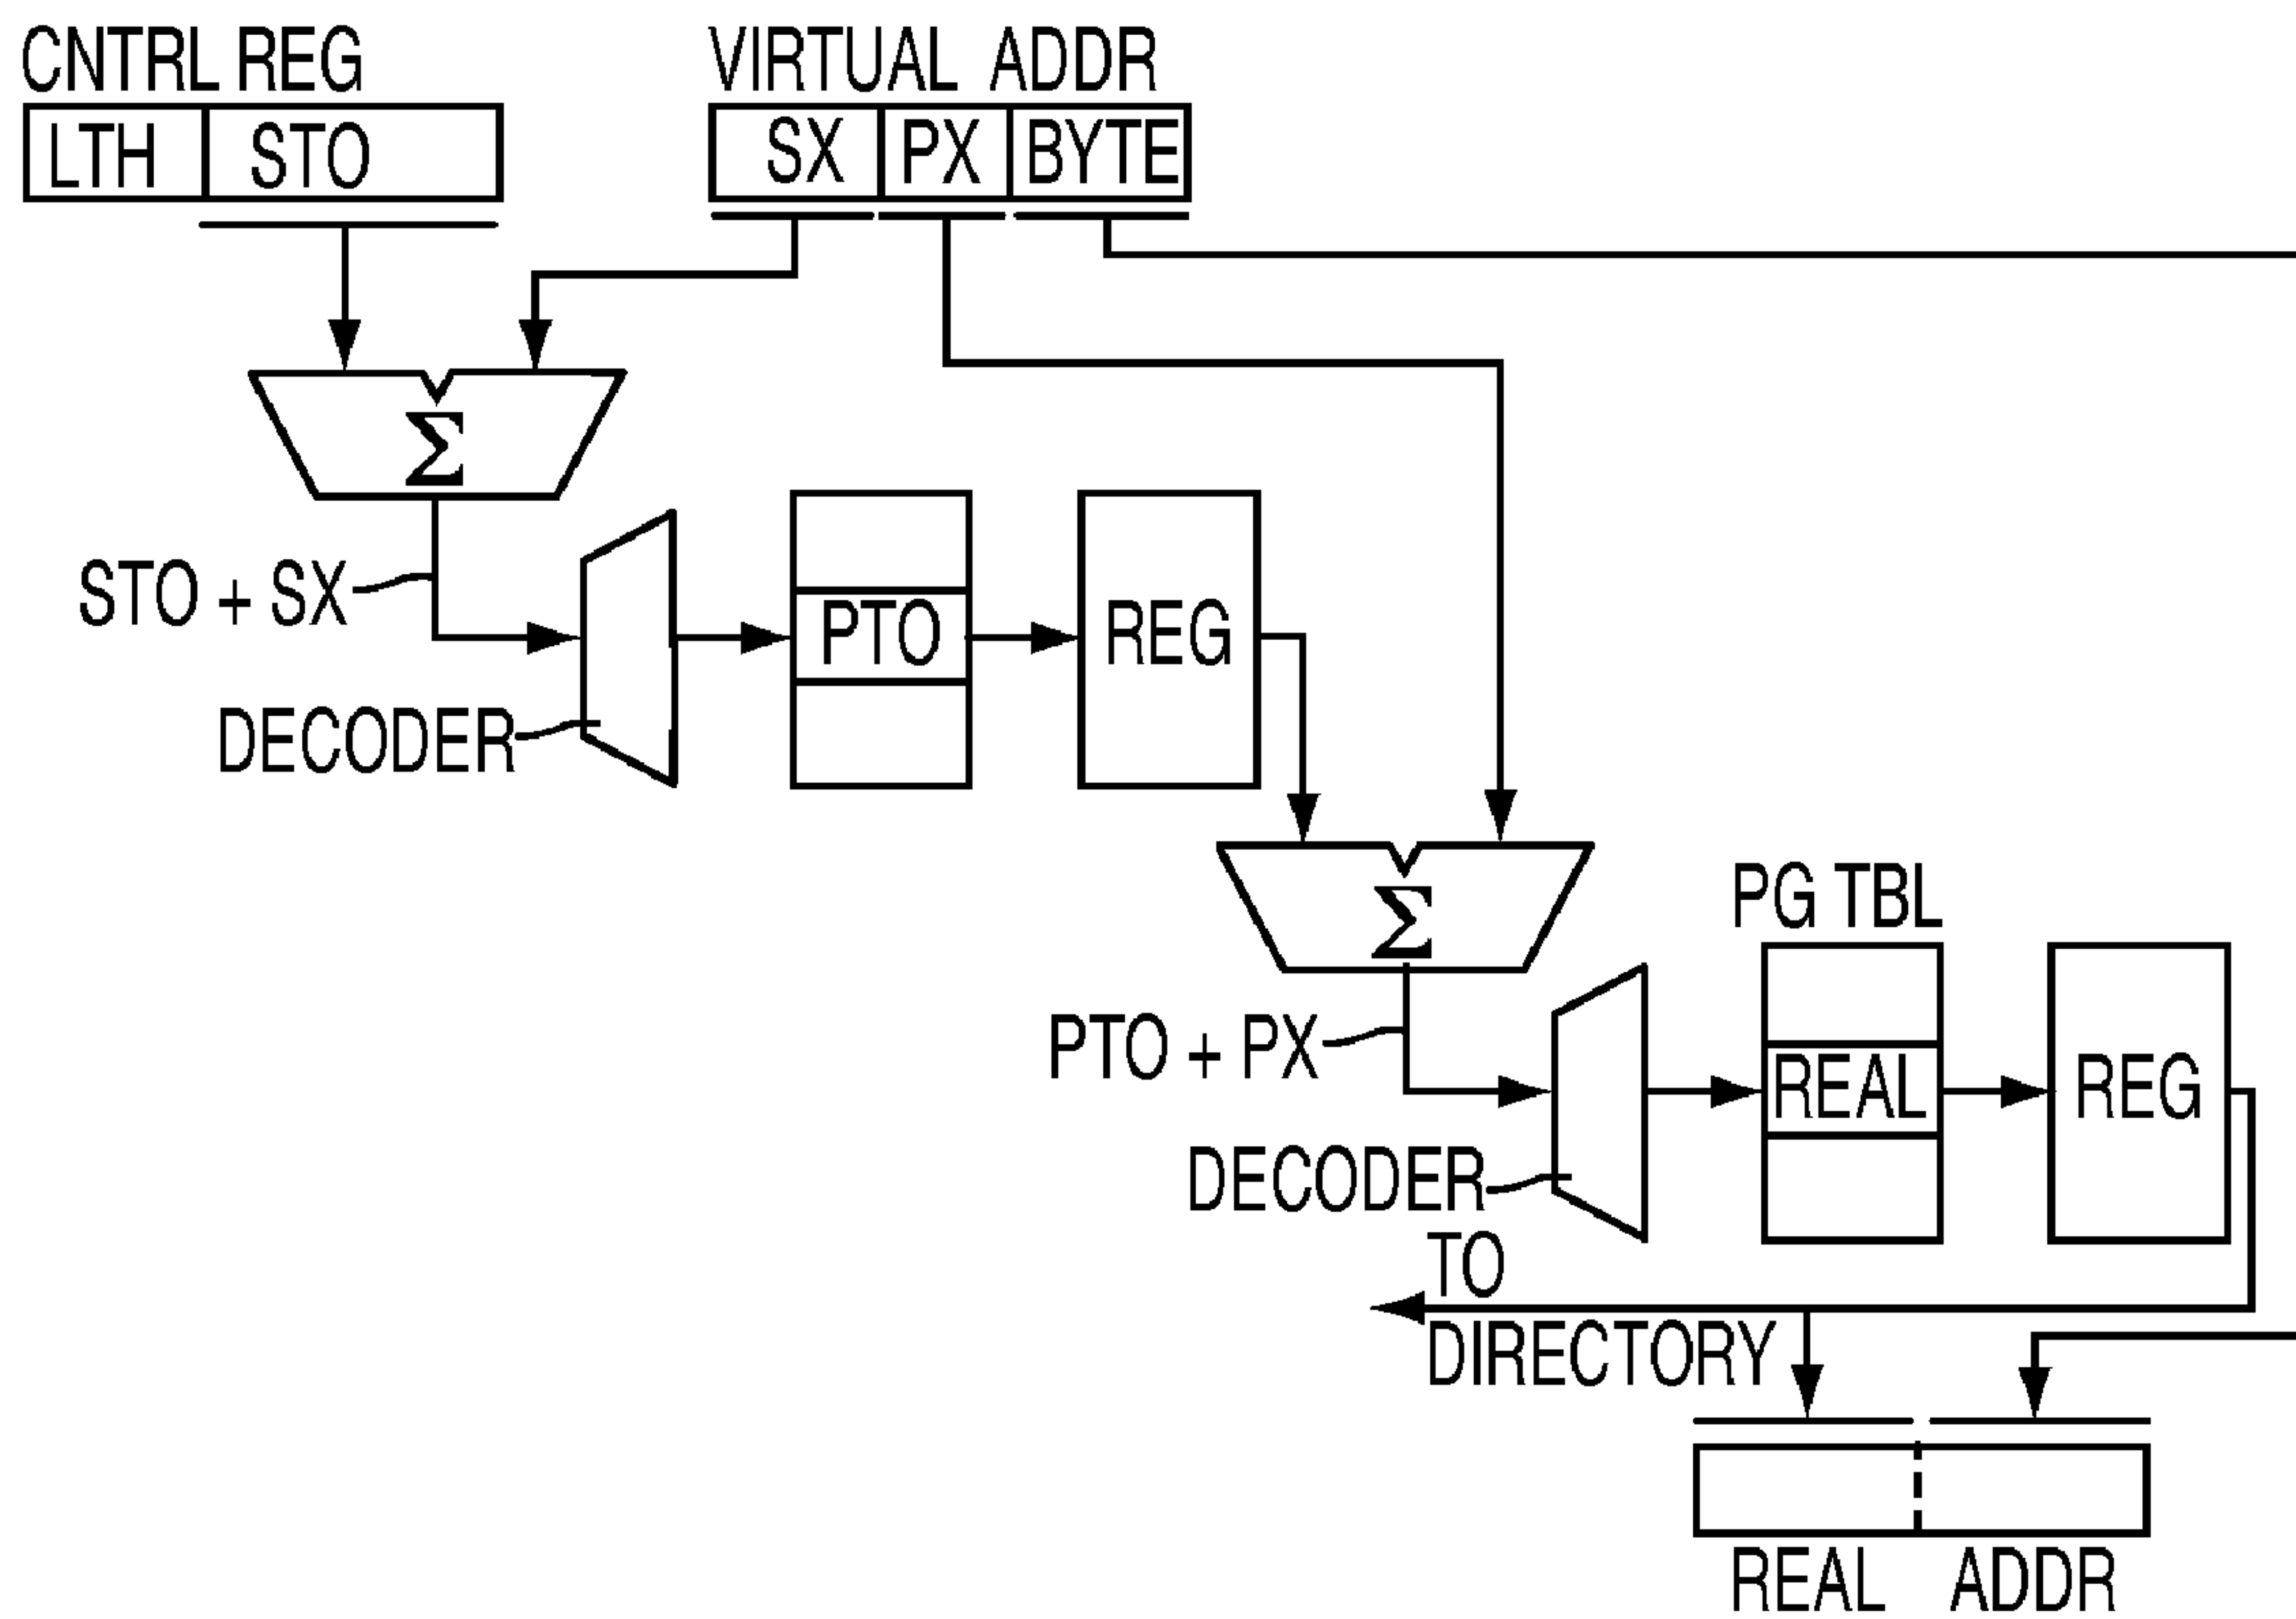 CNTRL REG
VIRTUAL ADDR
LTH
STO
SX
PX
BYTE
Σ
STO + SX
PTO
REG
DECODER
Σ
PG TBL
PTO + PX
REAL
REG
DECODER
TO
DIRECTORY
REAL ADDR